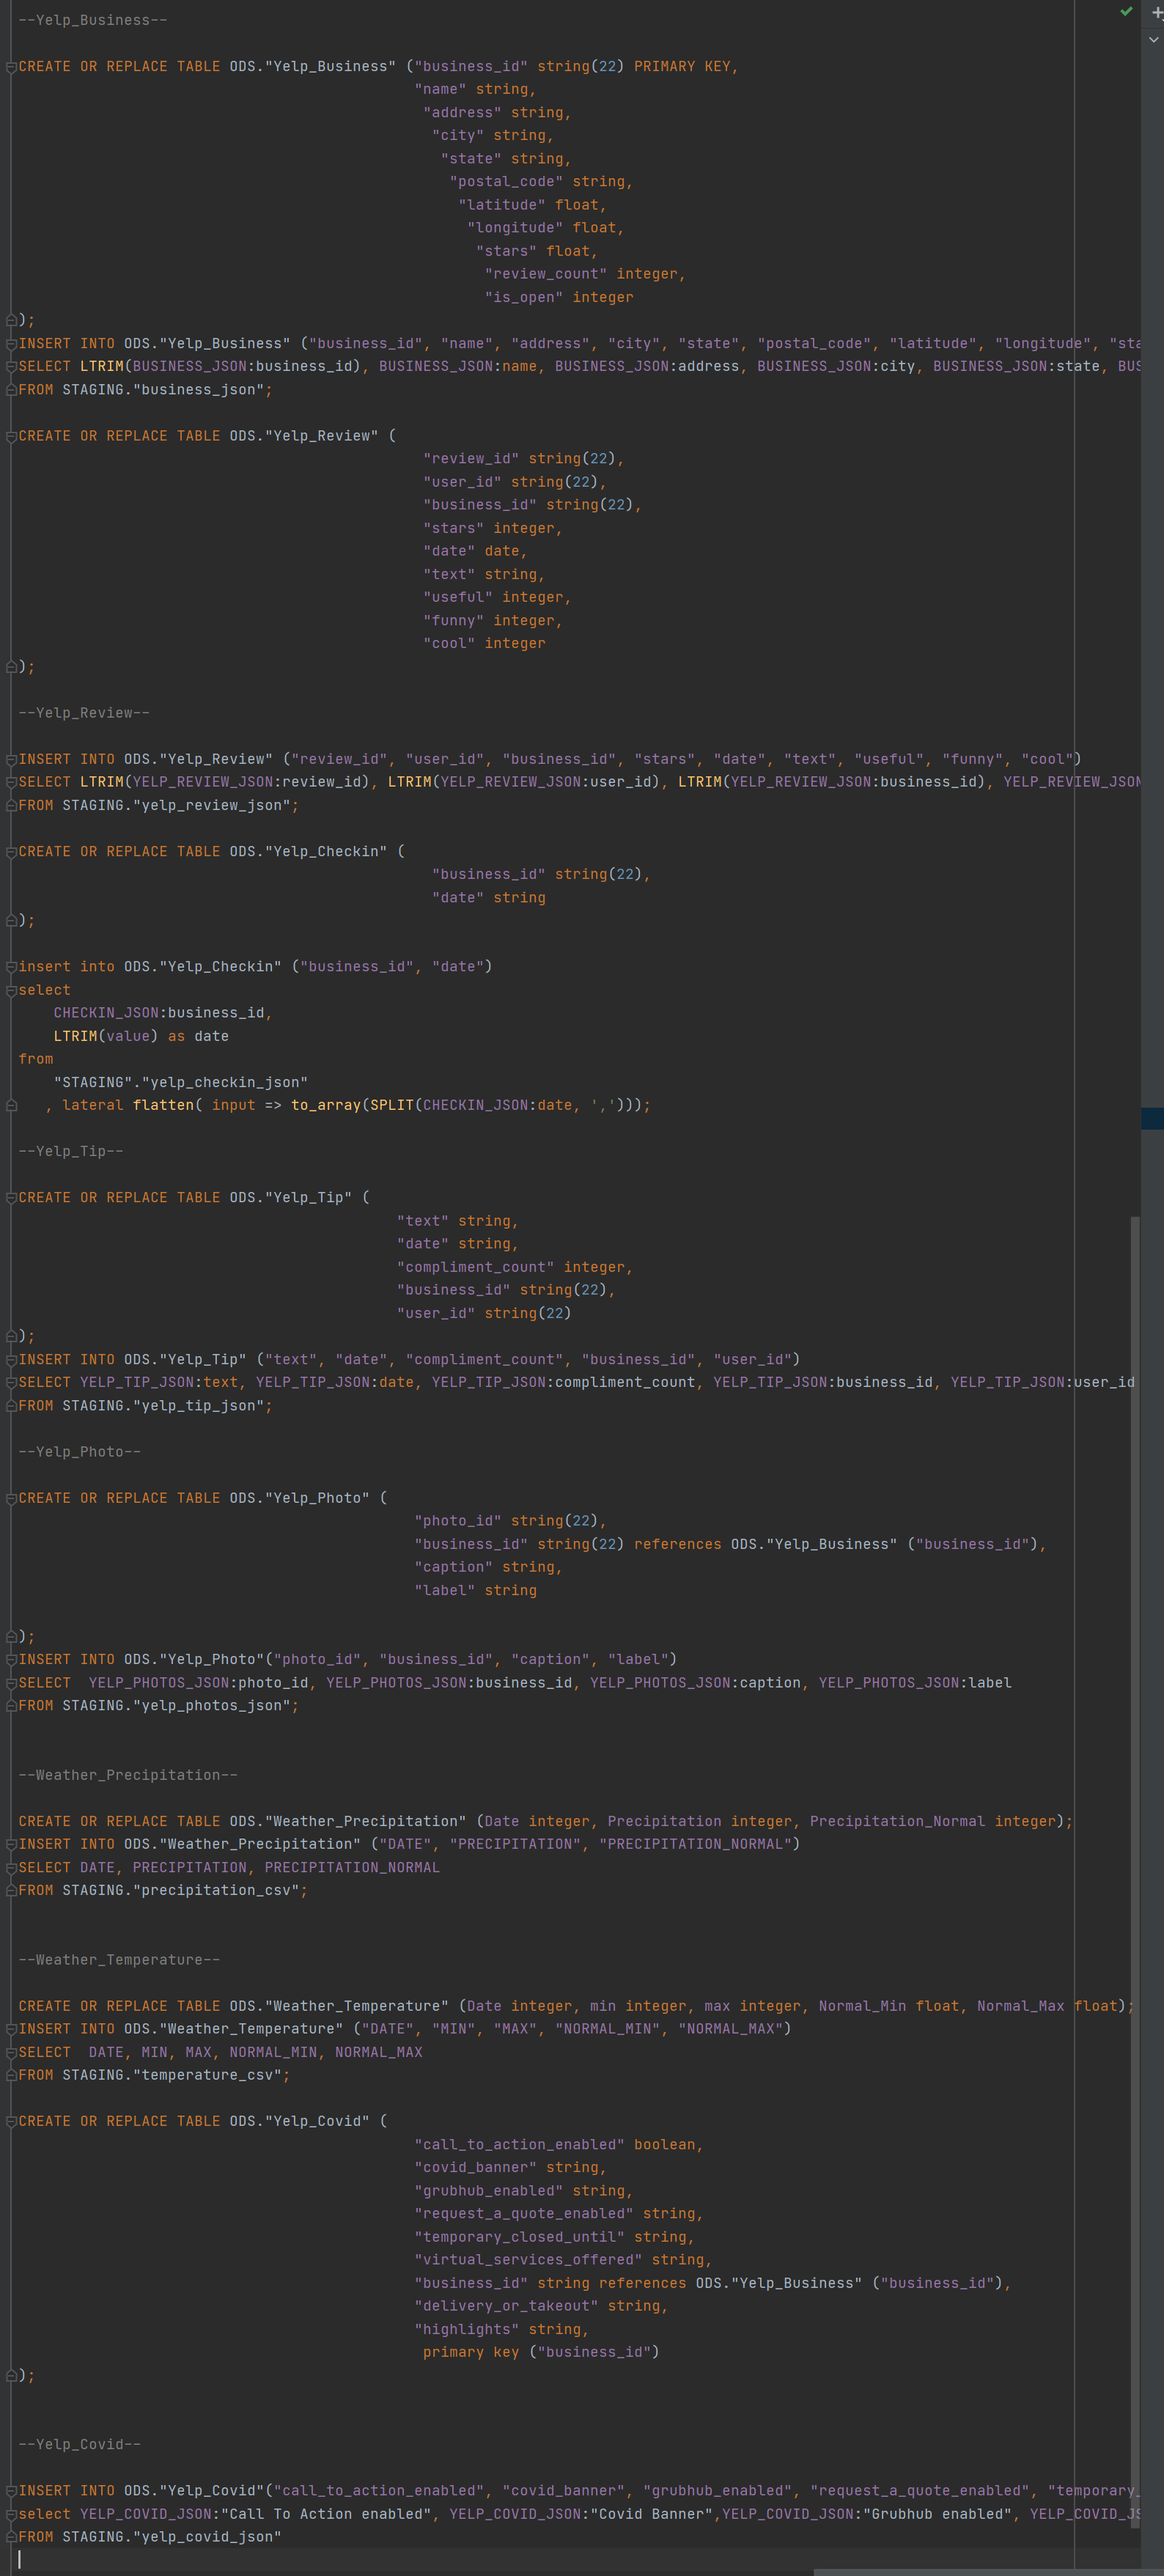 --Yelp_Business--
CREATE OR REPLACE TABLE ODS."Yelp_Business" ("business_id" string(22) PRIMARY KEY,
"name" string,
"address" string,
"city" string,
"state" string,
"postal_code" string,
"latitude" float,
"longitude" float,
"stars" float,
"review_count" integer,
"is_open" integer
);
INSERT INTO ODS."Yelp_Business" ("business_id", "name", "address", "city", "state", "postal_code", "latitude", "longitude", "sta
SELECT LTRIM(BUSINESS_JSON:business_id), BUSINESS_JSON:name, BUSINESS_JSON:address, BUSINESS_JSON:city, BUSINESS_JSON:state, BUS
FROM STAGING."business_json";
CREATE OR REPLACE TABLE ODS."Yelp_Review" (
"review_id" string(22),
"user_id" string(22),
"business_id" string(22),
"stars" integer,
"date" date,
"text" string,
"useful" integer,
"funny" integer,
"cool" integer
);
--Yelp_Review--
INSERT INTO ODS."Yelp_Review" ("review_id", "user_id", "business_id", "stars", "date", "text", "useful", "funny", "cool")
SELECT LTRIM(YELP_REVIEW_JSON:review_id), LTRIM(YELP_REVIEW_JSON:user_id), LTRIM(YELP_REVIEW_JSON:business_id), YELP_REVIEW_JSON
FROM STAGING."yelp_review_json";
CREATE OR REPLACE TABLE ODS."Yelp_Checkin" (
"business_id" string(22),
"date" string
);
insert into ODS."Yelp_Checkin" ("business_id", "date")
select
CHECKIN_JSON:business_id,
LTRIM(value) as date
from
"STAGING"."yelp_checkin_json"
, lateral flatten( input => to_array(SPLIT(CHECKIN_JSON:date, ',')));
--Yelp_Tip--
CREATE OR REPLACE TABLE ODS."Yelp_Tip" (
"text" string,
"date" string,
"compliment_count" integer,
"business_id" string(22),
"user_id" string(22)
);
INSERT INTO ODS."Yelp_Tip" ("text", "date", "compliment_count", "business_id", "user_id")
SELECT YELP_TIP_JSON:text, YELP_TIP_JSON:date, YELP_TIP_JSON:compliment_count, YELP_TIP_JSON:business_id, YELP_TIP_JSON:user_id
FROM STAGING."yelp_tip_json";
--Yelp_Photo--
CREATE OR REPLACE TABLE ODS."Yelp_Photo" (
"photo_id" string(22),
"business_id" string(22) references ODS."Yelp_Business" ("business_id"),
"caption" string,
"label" string
);
INSERT INTO ODS."Yelp_Photo"("photo_id", "business_id", "caption", "label")
SELECT  YELP_PHOTOS_JSON:photo_id, YELP_PHOTOS_JSON:business_id, YELP_PHOTOS_JSON:caption, YELP_PHOTOS_JSON:label
FROM STAGING."yelp_photos_json";
--Weather_Precipitation--
CREATE OR REPLACE TABLE ODS."Weather_Precipitation" (Date integer, Precipitation integer, Precipitation_Normal integer);
INSERT INTO ODS."Weather_Precipitation" ("DATE", "PRECIPITATION", "PRECIPITATION_NORMAL")
SELECT DATE, PRECIPITATION, PRECIPITATION_NORMAL
FROM STAGING."precipitation_csv";
--Weather_Temperature--
CREATE OR REPLACE TABLE ODS."Weather_Temperature" (Date integer, min integer, max integer, Normal_Min float, Normal_Max float);
INSERT INTO ODS."Weather_Temperature" ("DATE", "MIN", "MAX", "NORMAL_MIN", "NORMAL_MAX")
SELECT  DATE, MIN, MAX, NORMAL_MIN, NORMAL_MAX
FROM STAGING."temperature_csv";
CREATE OR REPLACE TABLE ODS."Yelp_Covid" (
"call_to_action_enabled" boolean,
"covid_banner" string,
"grubhub_enabled" string,
"request_a_quote_enabled" string,
"temporary_closed_until" string,
"virtual_services_offered" string,
"business_id" string references ODS."Yelp_Business" ("business_id"),
"delivery_or_takeout" string,
"highlights" string,
primary key ("business_id")
);
--Yelp_Covid--
INSERT INTO ODS."Yelp_Covid"("call_to_action_enabled", "covid_banner", "grubhub_enabled", "request_a_quote_enabled", "temporary_
select YELP_COVID_JSON:"Call To Action enabled", YELP_COVID_JSON:"Covid Banner",YELP_COVID_JSON:"Grubhub enabled", YELP_COVID_JS
FROM STAGING."yelp_covid_json"